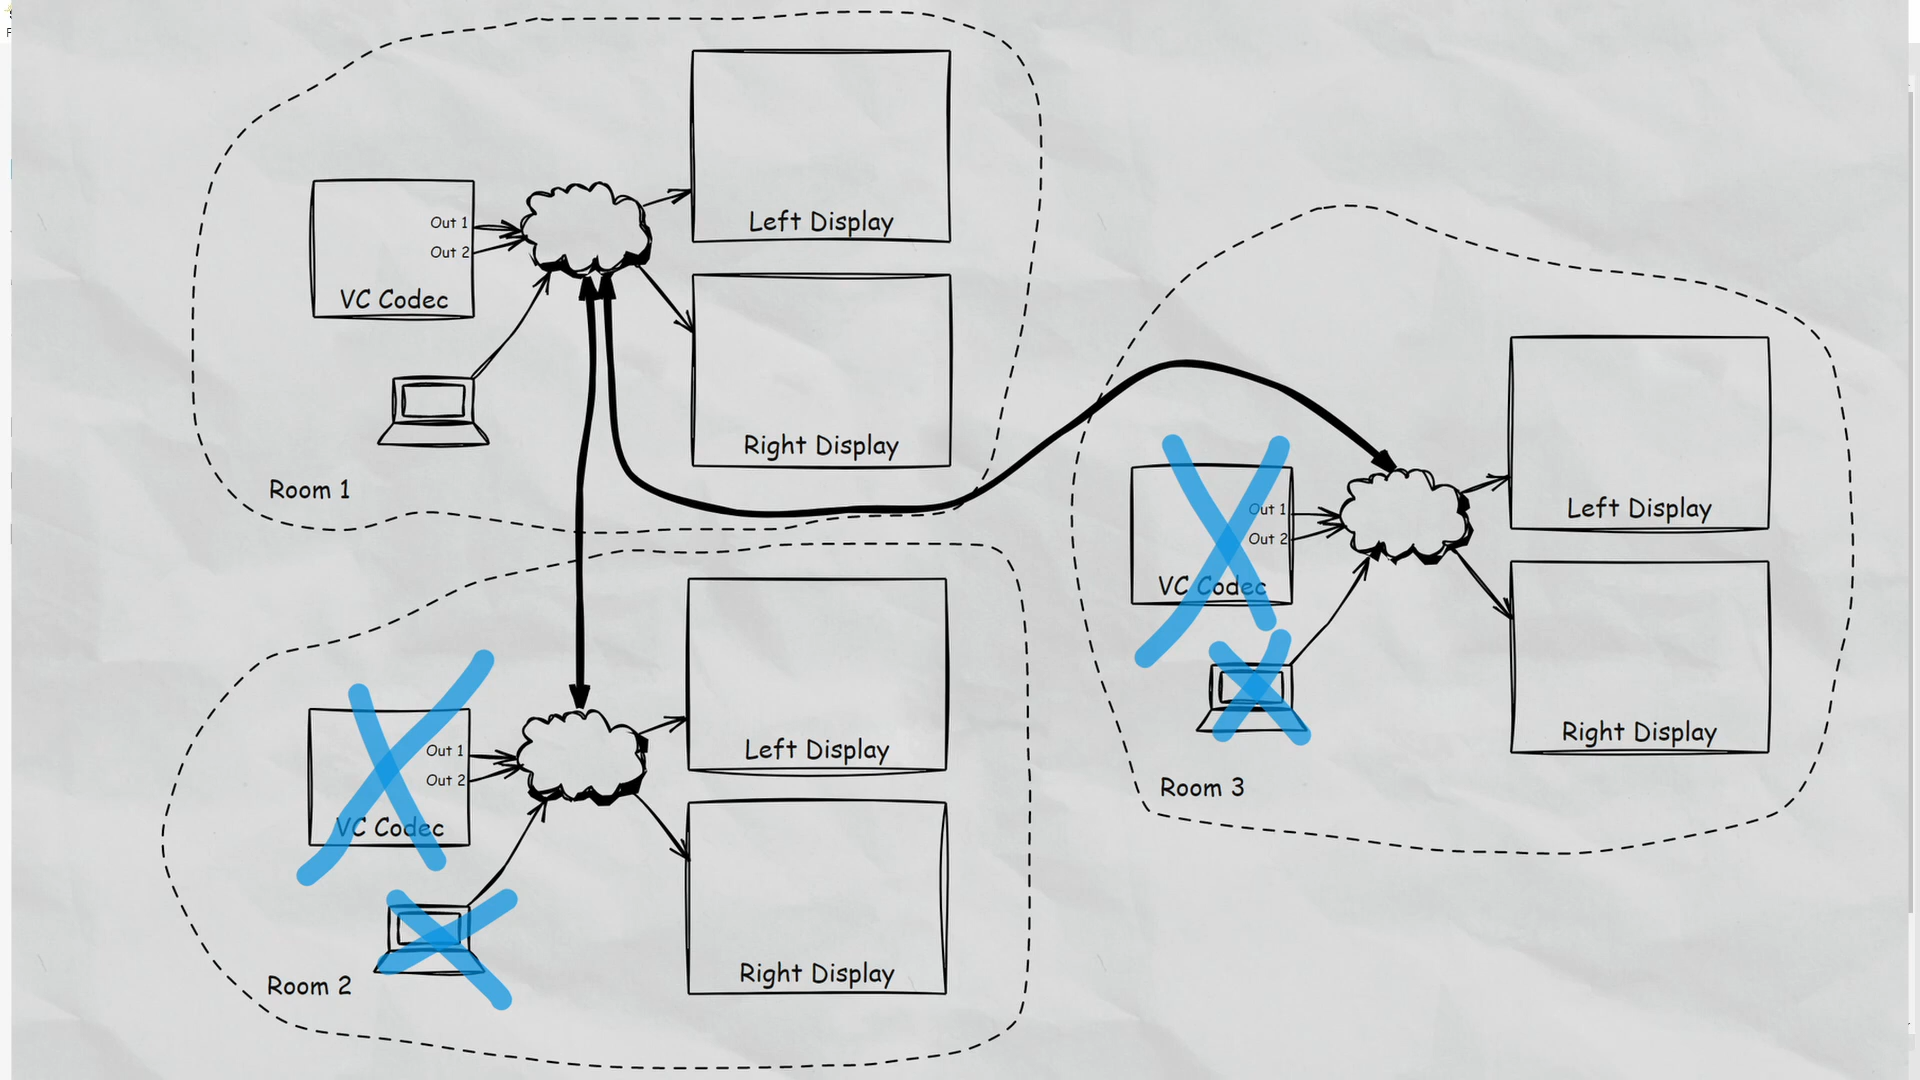 Left Display
Out 1
Out 2
VC Codec
Right Display
Room 1
Left Display
Out 1
Out 2
VC Codec
Right Display
Room 2
Left Display
Out 1
Out 2
VC Codec
Right Display
Room 3